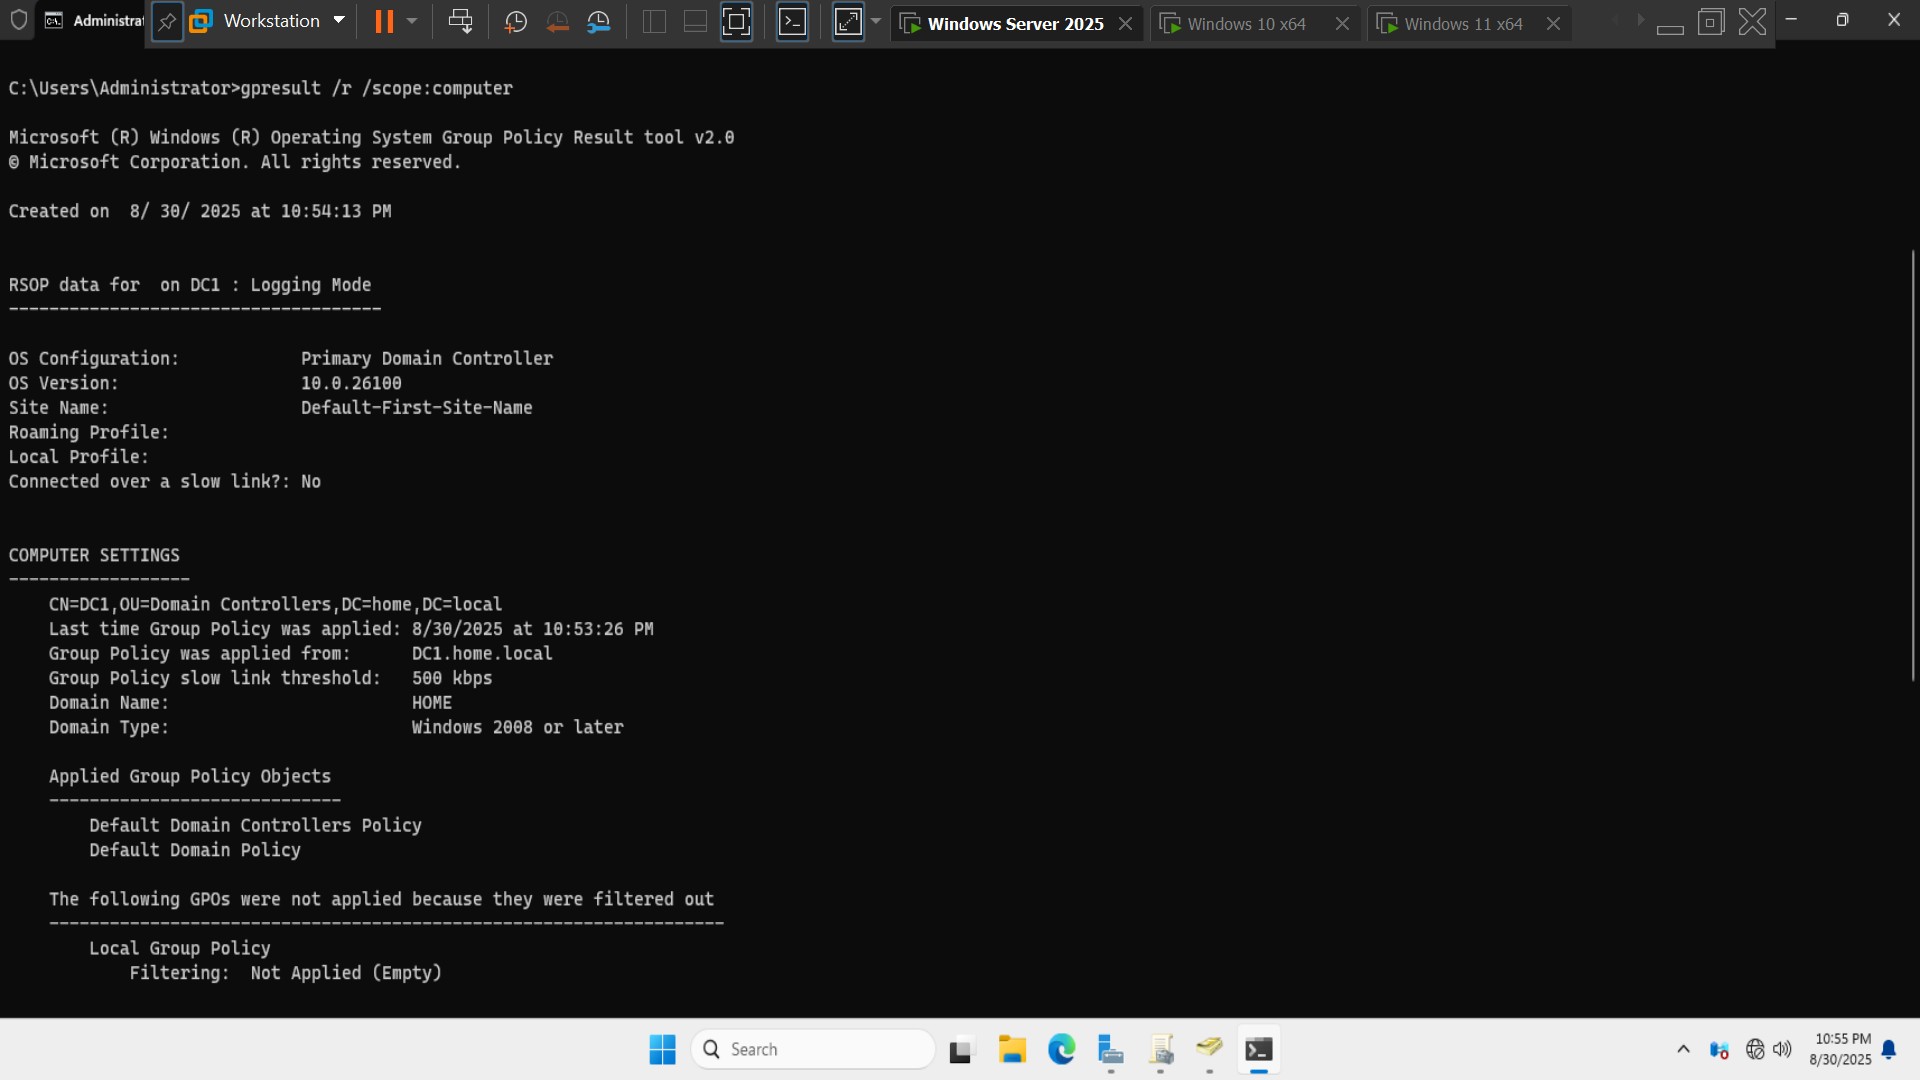 Administrat
Workstation
Windows Server 2025
Windows 10 x64
Windows 11 x64
C:\Users\Administrator>gpresult /r /scope:computer
Microsoft (R) Windows (R) Operating System Group Policy Result tool v2.0
© Microsoft Corporation. All rights reserved.
Created on  8/ 30/ 2025 at 10:54:13 PM
RSOP data for  on DC1 : Logging Mode
-------------------------------------
OS Configuration:            Primary Domain Controller
OS Version:                  10.0.26100
Site Name:                   Default-First-Site-Name
Roaming Profile:
Local Profile:
Connected over a slow link?: No
COMPUTER SETTINGS
------------------
CN=DC1,OU=Domain Controllers,DC=home,DC=local
Last time Group Policy was applied: 8/30/2025 at 10:53:26 PM
Group Policy was applied from:      DC1.home.local
Group Policy slow link threshold:   500 kbps
Domain Name:                        HOME
Domain Type:                        Windows 2008 or later
Applied Group Policy Objects
-----------------------------
Default Domain Controllers Policy
Default Domain Policy
The following GPOs were not applied because they were filtered out
-------------------------------------------------------------------
Local Group Policy
Filtering:  Not Applied (Empty)
Search
10:55 PM
8/30/2025